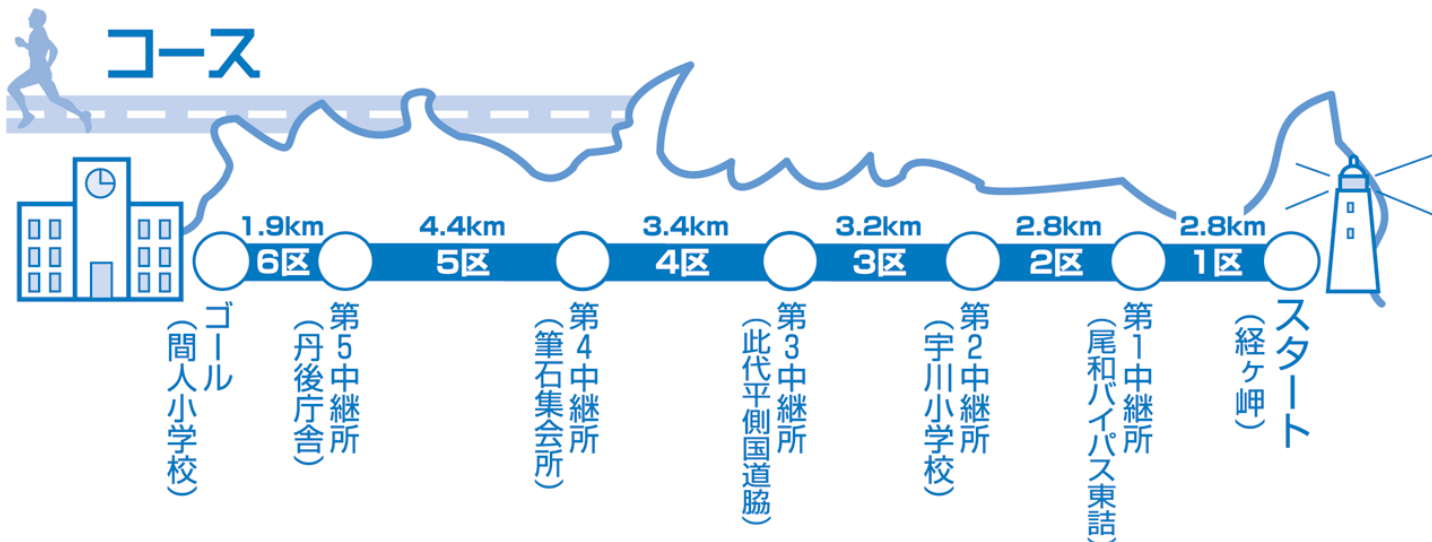 コース
1.9km
4.4km
3.4km
3.2km
2.8km
2.8km
6区
5区
4区
3区
2区
1区
スタート
(経ヶ岬)
第1中継所
(尾和バイパス東詰)
第2中継所
(宇川小学校)
第3中継所
(此代平側国道脇)
第4中継所
(筆石集会所)
第5中継所
(丹後庁舎)
ゴール
(間人小学校)